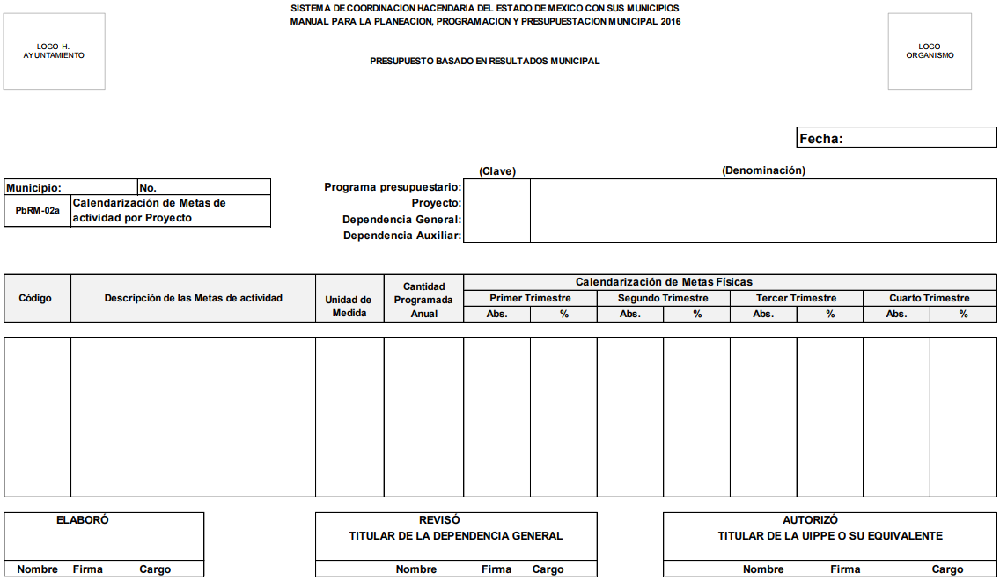 SISTEMA DE COORDINACION HACENDARIA DEL ESTADO DE MEXICO CON SUS MUNICIPIOS
MANUAL PARA LA PLANEACION, PROGRAMACION Y PRESUPUESTACION MUNICIPAL 2016
LOGO H.
AYUNTAMIENTO
LOGO
ORGANISMO
PRESUPUESTO BASADO EN RESULTADOS MUNICIPAL
Fecha:
(Clave) (Denominación)
Municipio: No.
PbRM-02a Calendarización de Metas de
actividad por Proyecto
Programa presupuestario:
Proyecto:
Dependencia General:
Dependencia Auxiliar:
Código Descripción de las Metas de actividad
Unidad de
Medida
Cantidad
Programada
Anual
Calendarización de Metas Físicas
Primer Trimestre Segundo Trimestre Tercer Trimestre Cuarto Trimestre
Abs. % Abs. % Abs. % Abs. %
ELABORÓ
Nombre Firma Cargo
REVISÓ
TITULAR DE LA DEPENDENCIA GENERAL
Nombre Firma Cargo
AUTORIZÓ
TITULAR DE LA UIPPE O SU EQUIVALENTE
Nombre Firma Cargo